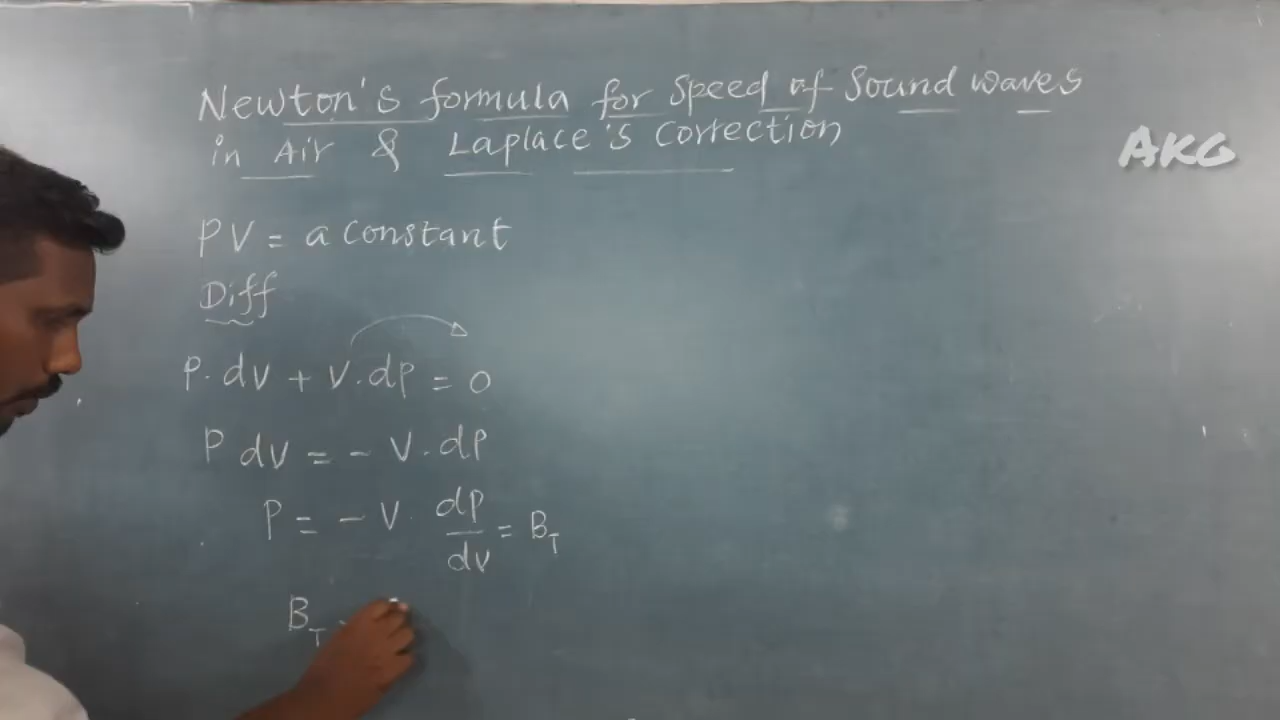 Newton's formula for Speed of Sound waves
in Air & Laplace's Correction
AKG
PV = a constant
Diff
P. dV + V. dP = 0
P dV = - V. dP
P = - V. dP/dV = B_T
B_T =